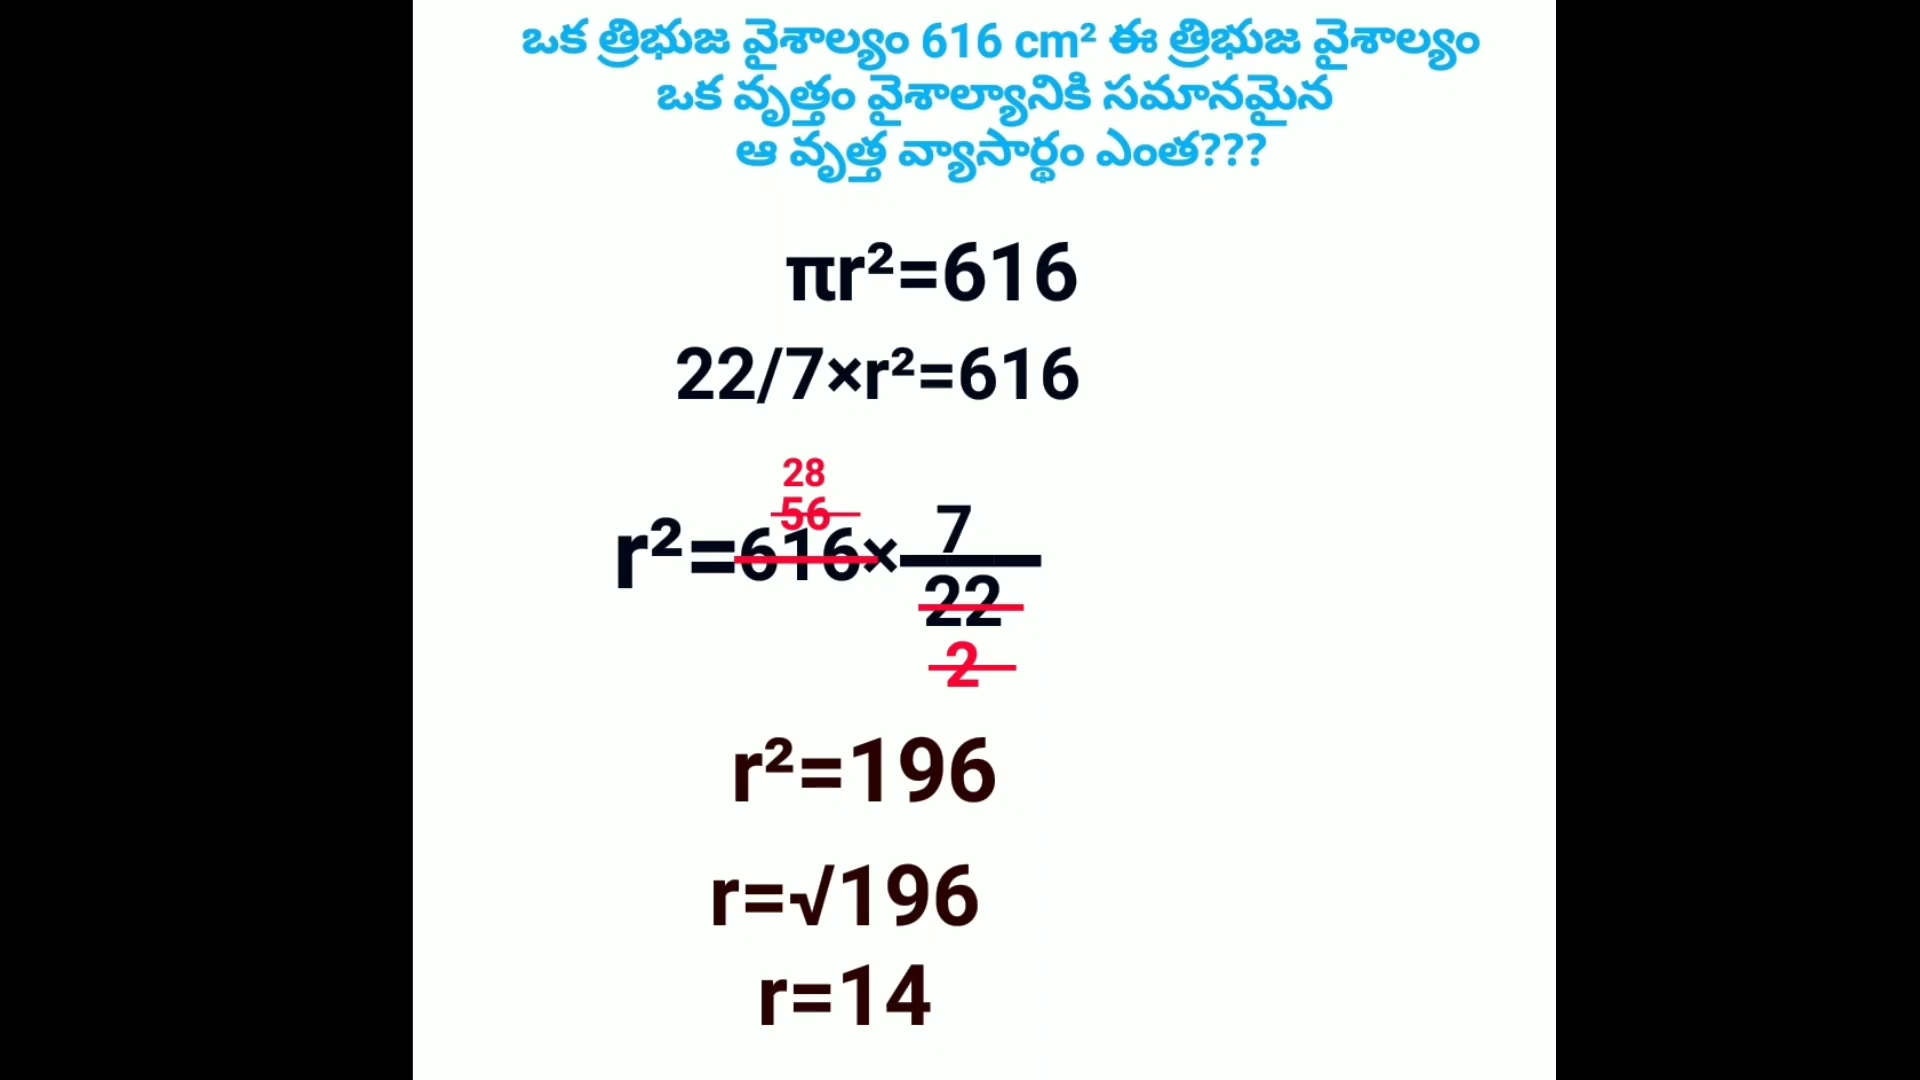 ఒక త్రిభుజ వైశాల్యం 616 cm² ఈ త్రిభుజ వైశాల్యం
ఒక వృత్తం వైశాల్యానికి సమానమైన
ఆ వృత్త వ్యాసార్థం ఎంత???
πr²=616
22/7×r²=616
28
56
7
r²=616×
22
2
r²=196
r=√196
r=14